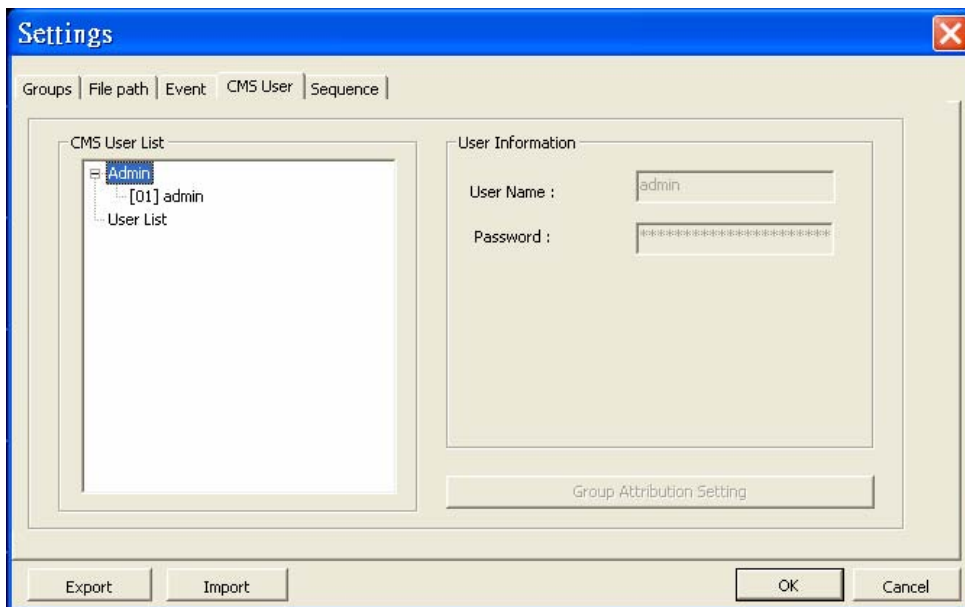 Settings
Groups File path Event CMS User Sequence
CMS User List
Admin
[01] admin
User List
User Information
User Name :
admin
Password :
**********************
Group Attribution Setting
Export
Import
OK
Cancel